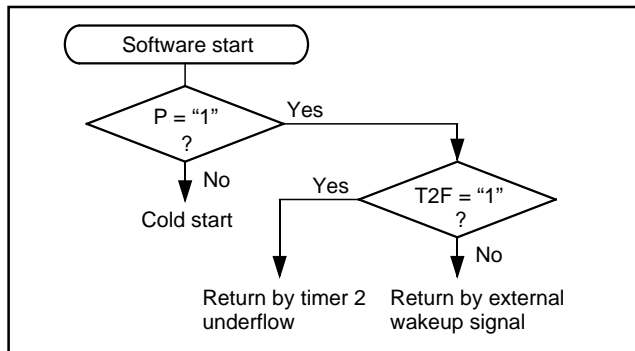 Software start
P = “1”
?
Yes
No
Cold start
T2F = “1”
?
Yes
No
Return by timer 2
underflow
Return by external
wakeup signal